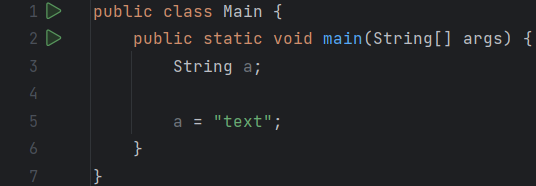 1 public class Main {
2 public static void main(String[] args) {
3 String a;
4
5 a = "text";
6 }
7 }